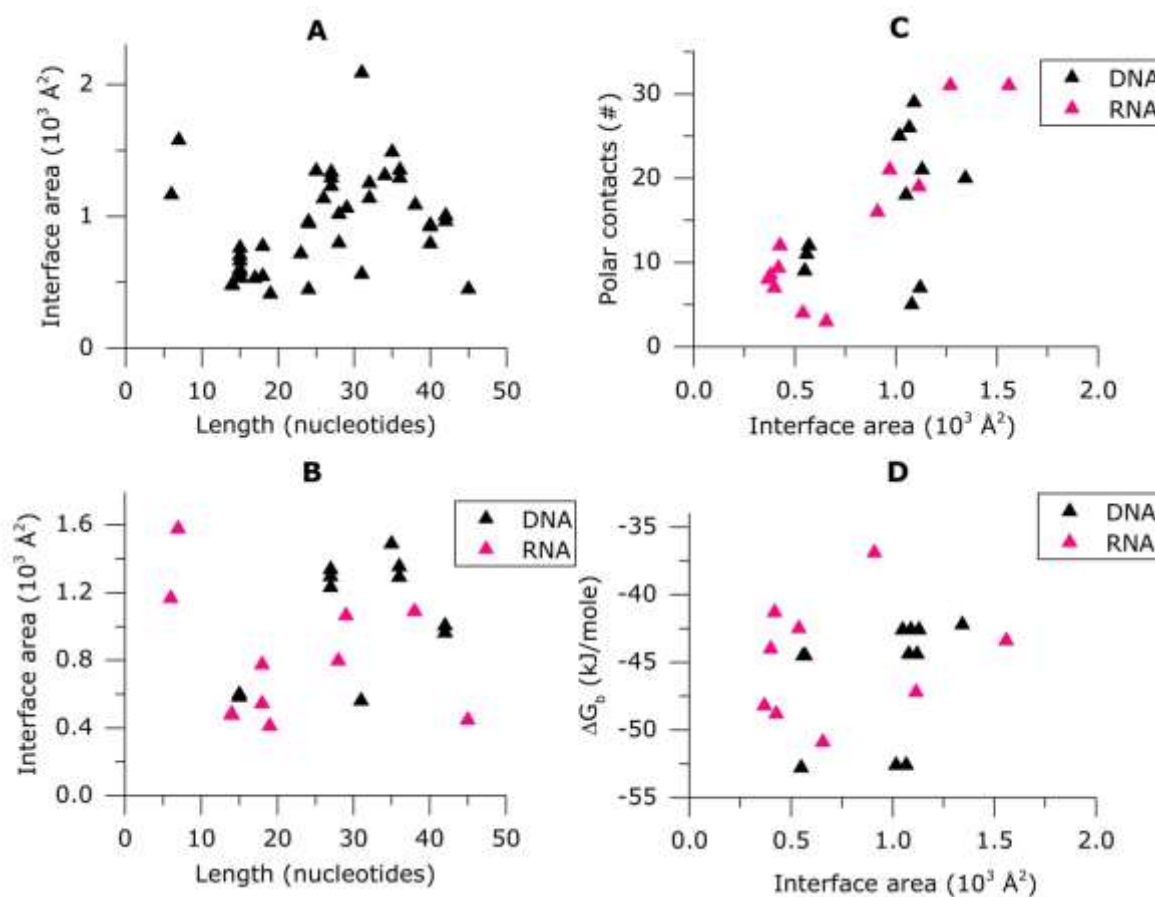 A
Interface area (10³ Å²)
2
1
0
0 10 20 30 40 50
Length (nucleotides)
C
Polar contacts (#)
30
20
10
0
0.0 0.5 1.0 1.5 2.0
Interface area (10³ Å²)
DNA
RNA
B
Interface area (10³ Å²)
1.6
1.2
0.8
0.4
0.0
0 10 20 30 40 50
Length (nucleotides)
DNA
RNA
D
ΔG_b (kJ/mole)
-35
-40
-45
-50
-55
0.0 0.5 1.0 1.5 2.0
Interface area (10³ Å²)
DNA
RNA